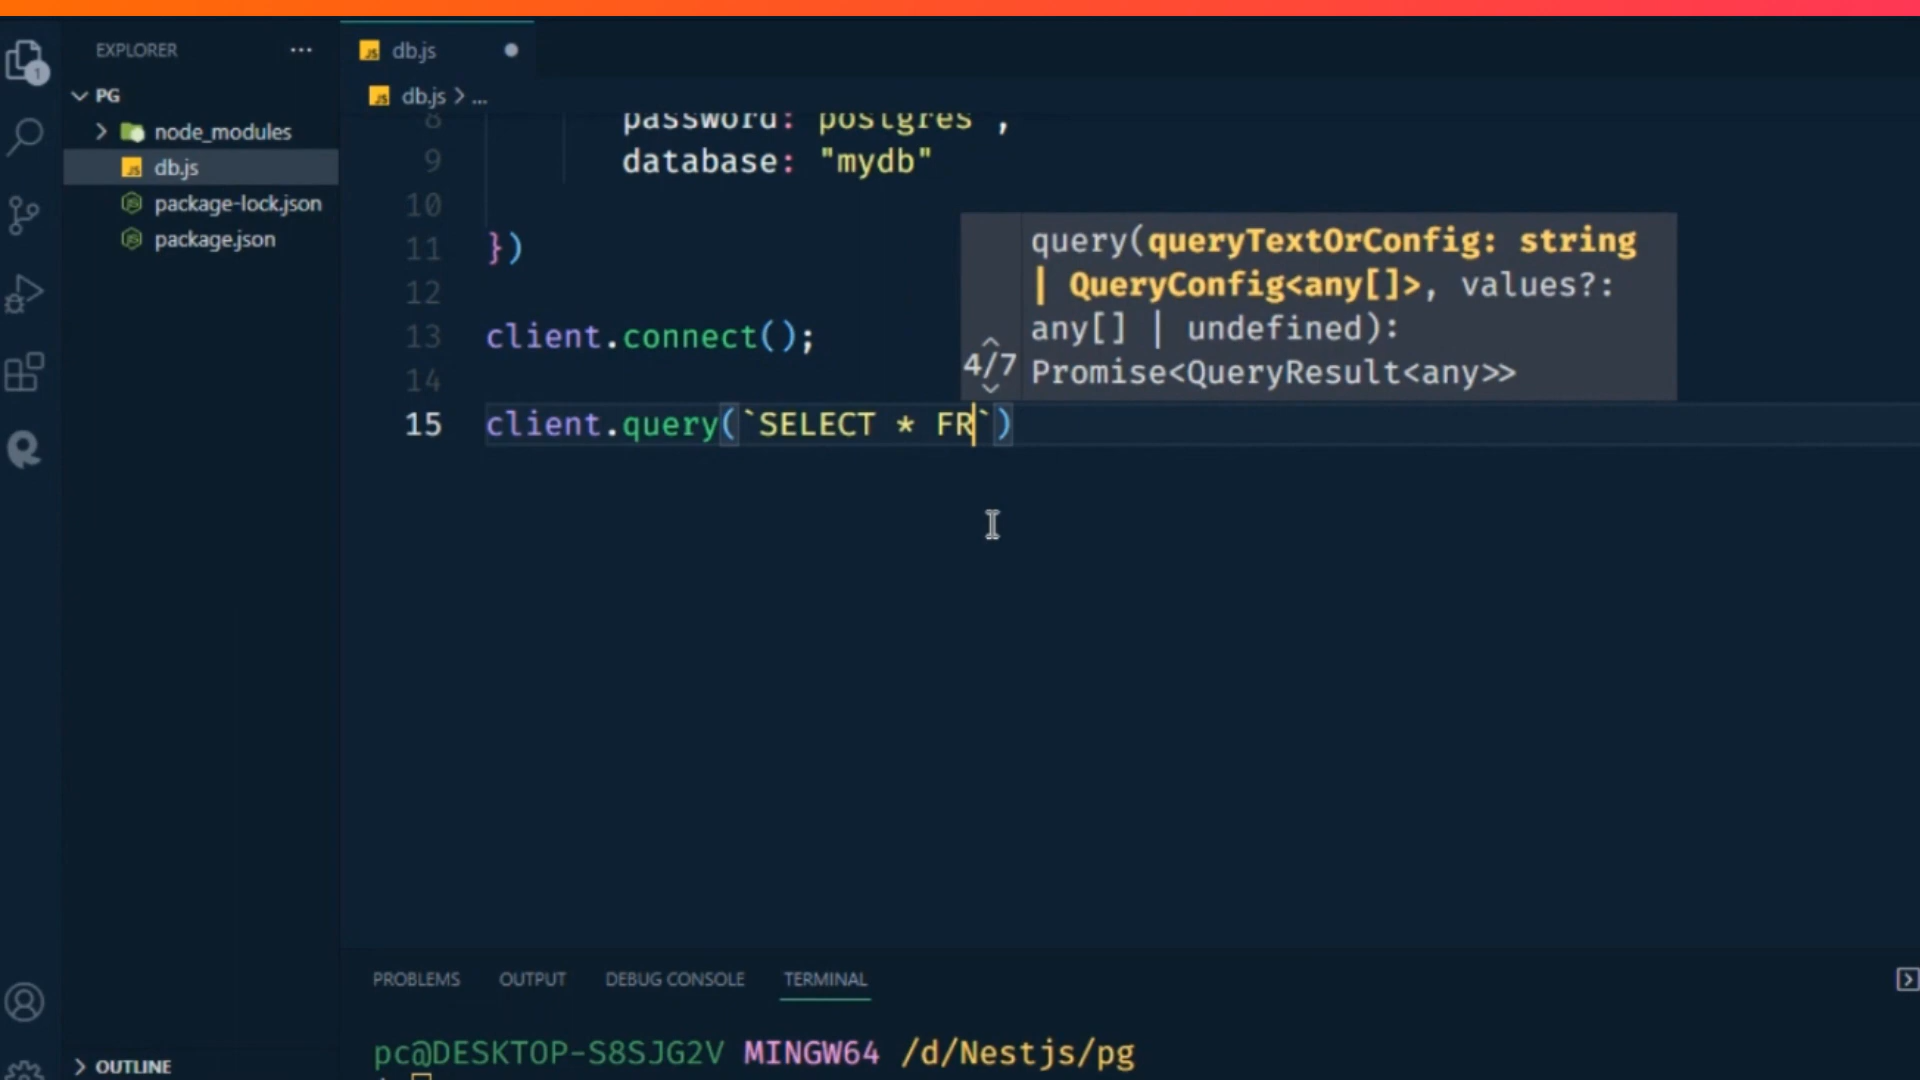 EXPLORER
PG
node_modules
db.js
package-lock.json
package.json
OUTLINE
1
db.js
db.js > ...
8 password: postgres ,
9 database: "mydb"
10
11 })
12
13 client.connect();
14
15 client.query(`SELECT * FR`)
4/7
query(queryTextOrConfig: string
| QueryConfig<any[]>, values?:
any[] | undefined):
Promise<QueryResult<any>>
PROBLEMS OUTPUT DEBUG CONSOLE TERMINAL
pc@DESKTOP-S8SJG2V MINGW64 /d/Nestjs/pg